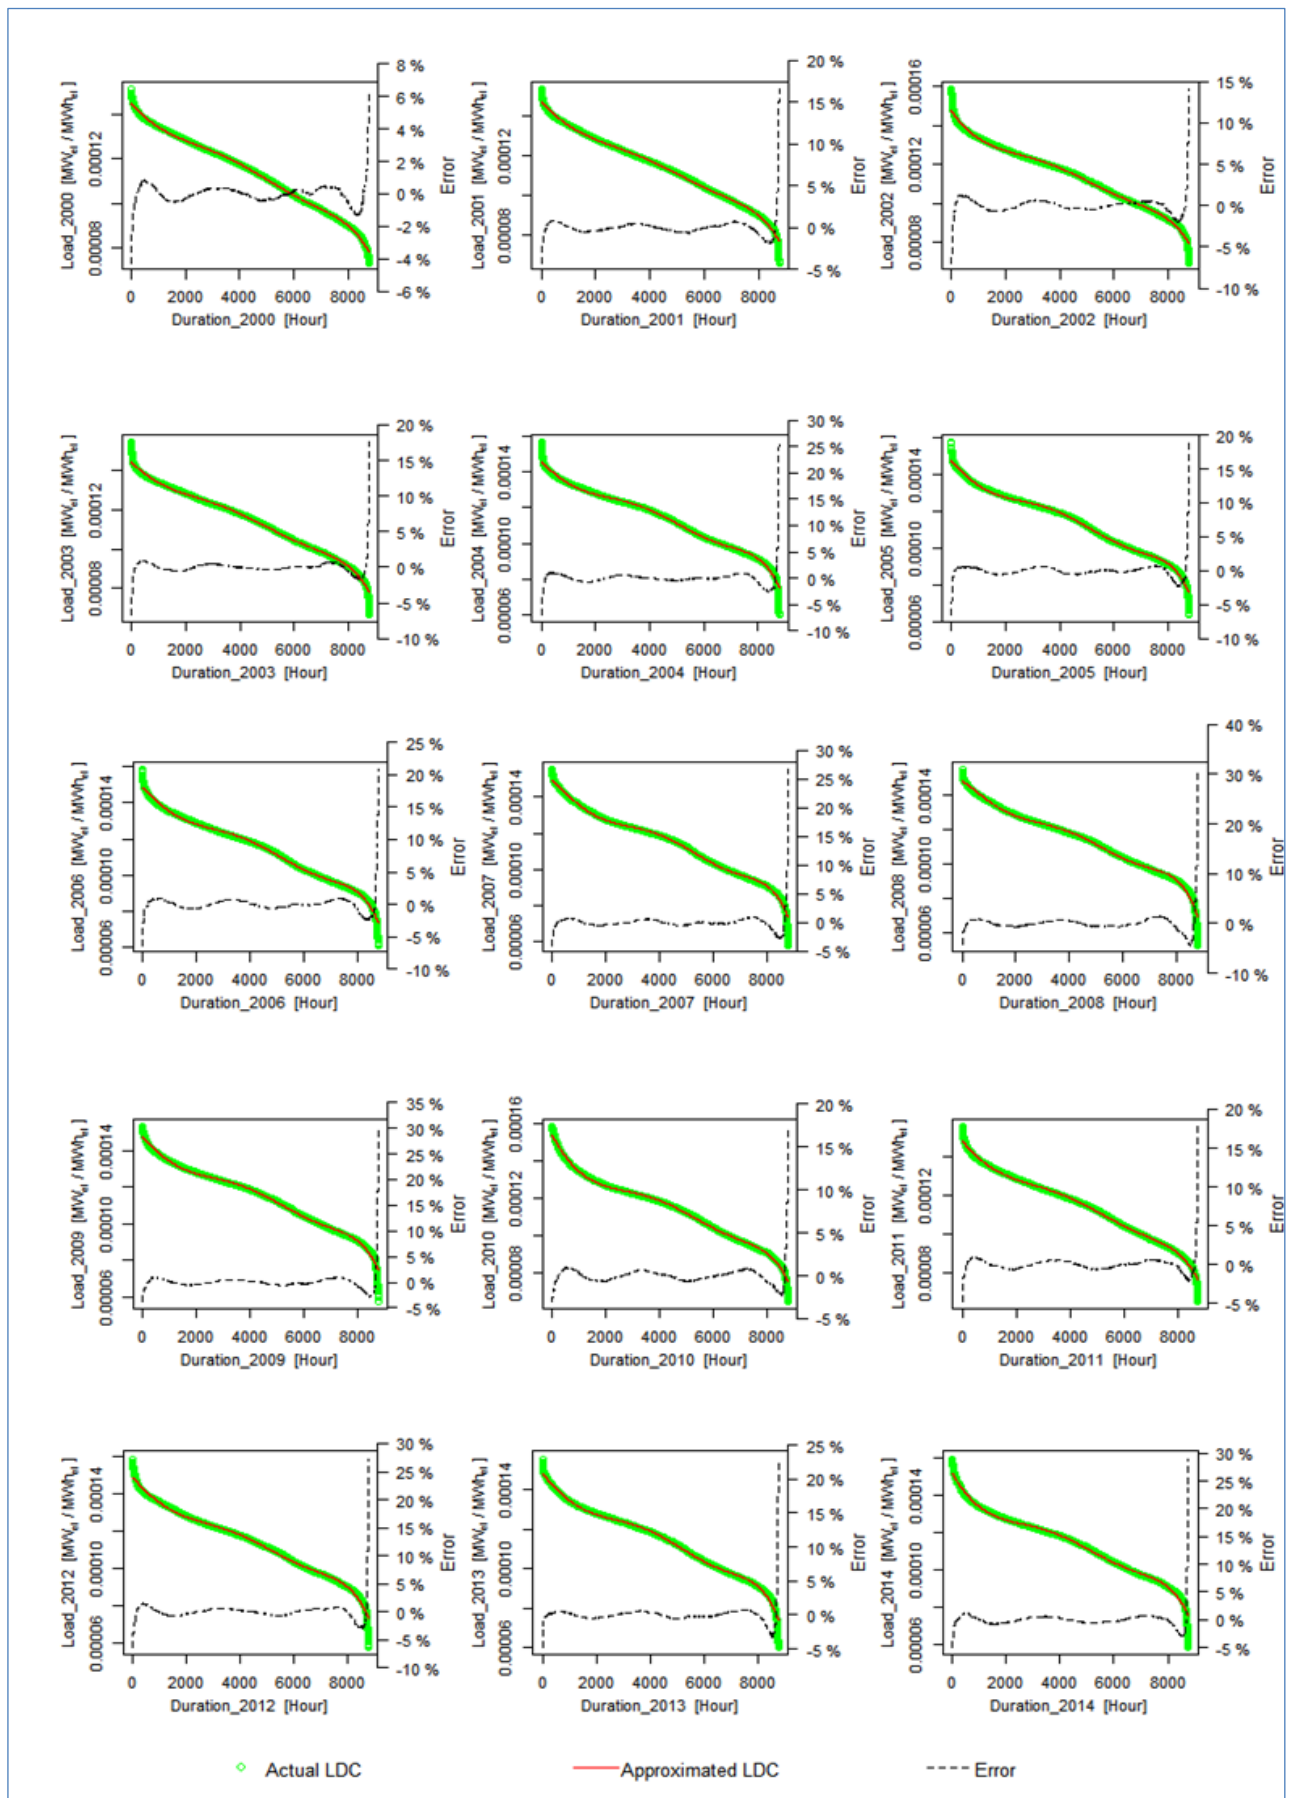 Load_2000 [MWel / MWhel ]
0.00008 0.00012
8 %
6 %
4 %
2 %
0 %
-2 %
-4 %
-6 %
Error
0 2000 4000 6000 8000
Duration_2000 [Hour]
Load_2001 [MWel / MWhel ]
0.00008 0.00012
20 %
15 %
10 %
5 %
0 %
-5 %
Error
0 2000 4000 6000 8000
Duration_2001 [Hour]
Load_2002 [MWel / MWhel ]
0.00008 0.00012 0.00016
15 %
10 %
5 %
0 %
-5 %
-10 %
Error
0 2000 4000 6000 8000
Duration_2002 [Hour]
Load_2003 [MWel / MWhel ]
0.00008 0.00012
20 %
15 %
10 %
5 %
0 %
-5 %
-10 %
Error
0 2000 4000 6000 8000
Duration_2003 [Hour]
Load_2004 [MWel / MWhel ]
0.00006 0.00010 0.00014
30 %
25 %
20 %
15 %
10 %
5 %
0 %
-5 %
-10 %
Error
0 2000 4000 6000 8000
Duration_2004 [Hour]
Load_2005 [MWel / MWhel ]
0.00006 0.00010 0.00014
20 %
15 %
10 %
5 %
0 %
-5 %
-10 %
Error
0 2000 4000 6000 8000
Duration_2005 [Hour]
Load_2006 [MWel / MWhel ]
0.00006 0.00010 0.00014
25 %
20 %
15 %
10 %
5 %
0 %
-5 %
-10 %
Error
0 2000 4000 6000 8000
Duration_2006 [Hour]
Load_2007 [MWel / MWhel ]
0.00006 0.00010 0.00014
30 %
25 %
20 %
15 %
10 %
5 %
0 %
-5 %
Error
0 2000 4000 6000 8000
Duration_2007 [Hour]
Load_2008 [MWel / MWhel ]
0.00006 0.00010 0.00014
40 %
30 %
20 %
10 %
0 %
-10 %
Error
0 2000 4000 6000 8000
Duration_2008 [Hour]
Load_2009 [MWel / MWhel ]
0.00006 0.00010 0.00014
35 %
30 %
25 %
20 %
15 %
10 %
5 %
0 %
-5 %
Error
0 2000 4000 6000 8000
Duration_2009 [Hour]
Load_2010 [MWel / MWhel ]
0.00008 0.00012 0.00016
20 %
15 %
10 %
5 %
0 %
-5 %
Error
0 2000 4000 6000 8000
Duration_2010 [Hour]
Load_2011 [MWel / MWhel ]
0.00008 0.00012
20 %
15 %
10 %
5 %
0 %
-5 %
Error
0 2000 4000 6000 8000
Duration_2011 [Hour]
Load_2012 [MWel / MWhel ]
0.00006 0.00010 0.00014
30 %
25 %
20 %
15 %
10 %
5 %
0 %
-5 %
-10 %
Error
0 2000 4000 6000 8000
Duration_2012 [Hour]
Load_2013 [MWel / MWhel ]
0.00006 0.00010 0.00014
25 %
20 %
15 %
10 %
5 %
0 %
-5 %
Error
0 2000 4000 6000 8000
Duration_2013 [Hour]
Load_2014 [MWel / MWhel ]
0.00006 0.00010 0.00014
30 %
25 %
20 %
15 %
10 %
5 %
0 %
-5 %
Error
0 2000 4000 6000 8000
Duration_2014 [Hour]
Actual LDC Approximated LDC Error